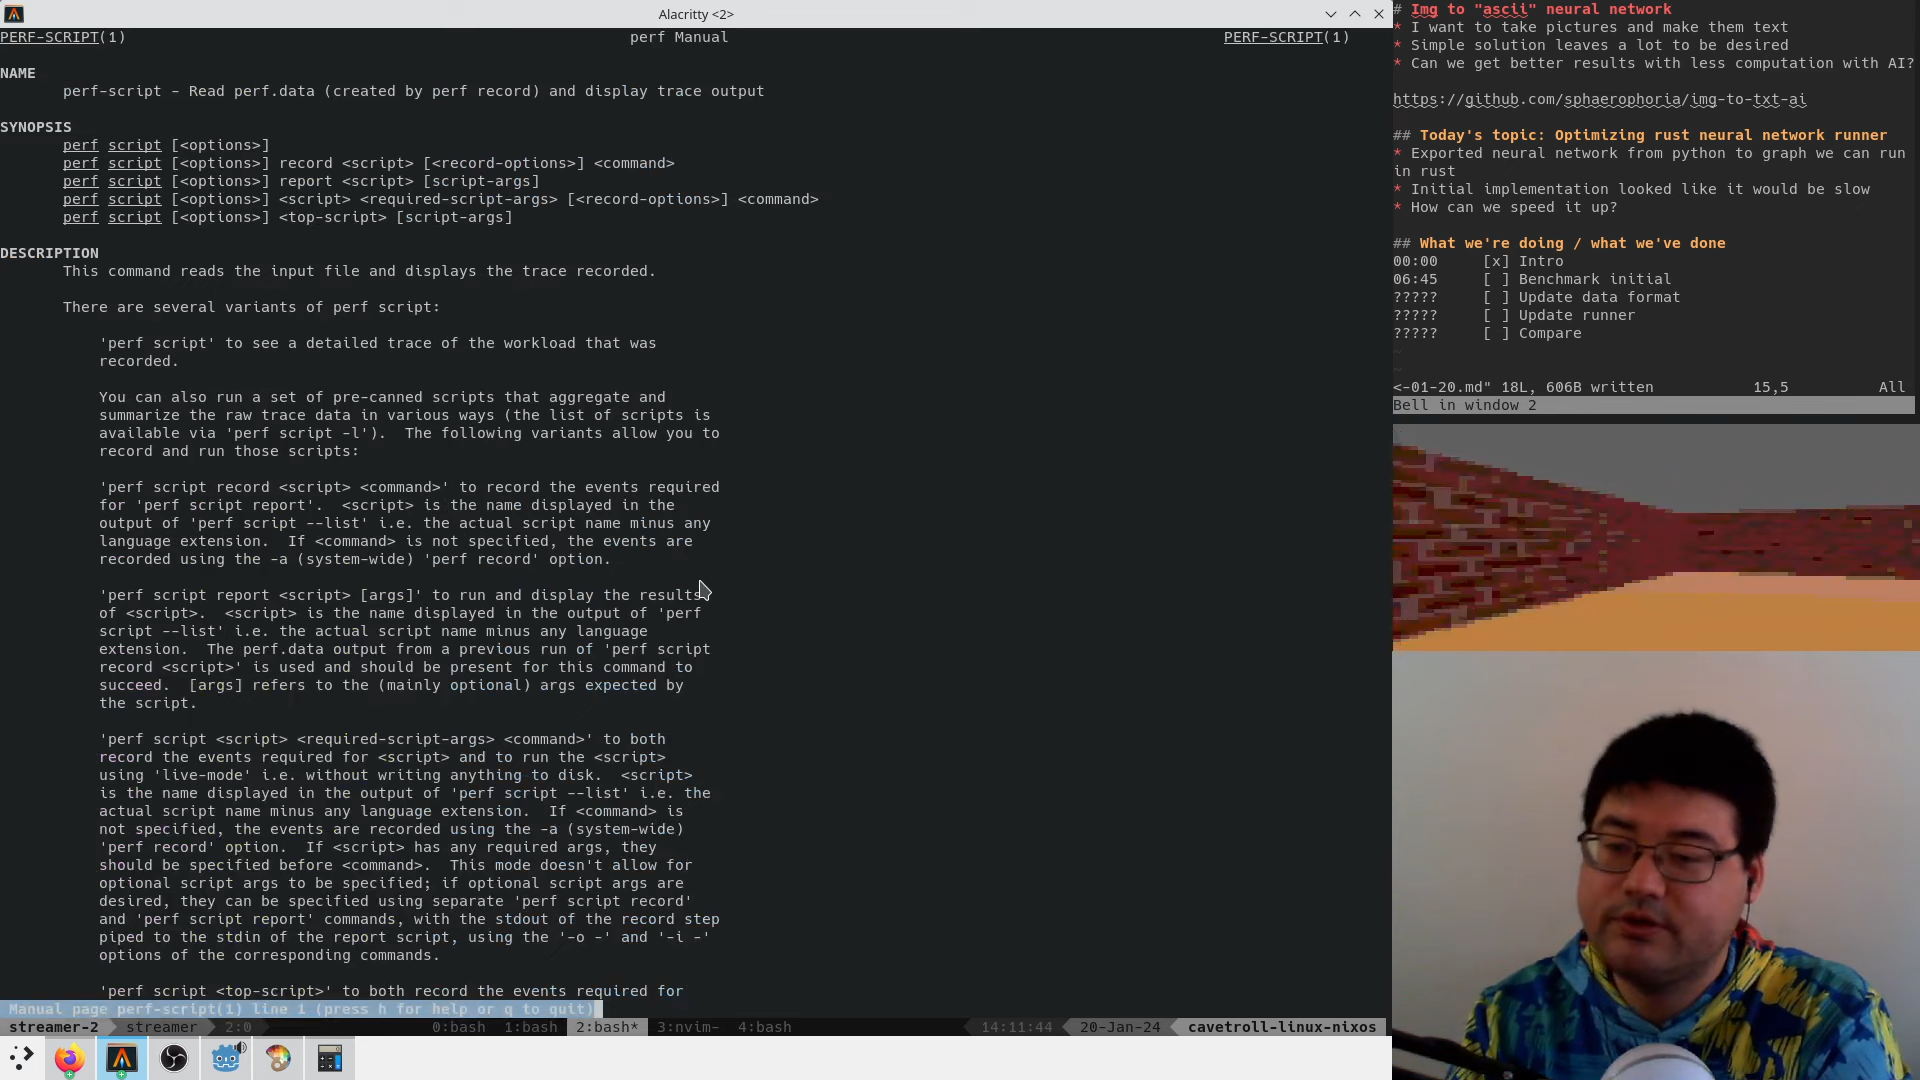 Alacritty <2>
PERF-SCRIPT(1) perf Manual PERF-SCRIPT(1)
NAME
perf-script - Read perf.data (created by perf record) and display trace output
SYNOPSIS
perf script [<options>]
perf script [<options>] record <script> [<record-options>] <command>
perf script [<options>] report <script> [script-args]
perf script [<options>] <script> <required-script-args> [<record-options>] <command>
perf script [<options>] <top-script> [script-args]
DESCRIPTION
This command reads the input file and displays the trace recorded.
There are several variants of perf script:
'perf script' to see a detailed trace of the workload that was
recorded.
You can also run a set of pre-canned scripts that aggregate and
summarize the raw trace data in various ways (the list of scripts is
available via 'perf script -l'). The following variants allow you to
record and run those scripts:
'perf script record <script> <command>' to record the events required
for 'perf script report'. <script> is the name displayed in the
output of 'perf script --list' i.e. the actual script name minus any
language extension. If <command> is not specified, the events are
recorded using the -a (system-wide) 'perf record' option.
'perf script report <script> [args]' to run and display the results
of <script>. <script> is the name displayed in the output of 'perf
script --list' i.e. the actual script name minus any language
extension. The perf.data output from a previous run of 'perf script
record <script>' is used and should be present for this command to
succeed. [args] refers to the (mainly optional) args expected by
the script.
'perf script <script> <required-script-args> <command>' to both
record the events required for <script> and to run the <script>
using 'live-mode' i.e. without writing anything to disk. <script>
is the name displayed in the output of 'perf script --list' i.e. the
actual script name minus any language extension. If <command> is
not specified, the events are recorded using the -a (system-wide)
'perf record' option. If <script> has any required args, they
should be specified before <command>. This mode doesn't allow for
optional script args to be specified; if optional script args are
desired, they can be specified using separate 'perf script record'
and 'perf script report' commands, with the stdout of the record step
piped to the stdin of the report script, using the '-o -' and '-i -'
options of the corresponding commands.
'perf script <top-script>' to both record the events required for
Manual page perf-script(1) line 1 (press h for help or q to quit)
streamer-2 streamer 2:0 0:bash 1:bash 2:bash* 3:nvim- 4:bash 14:11:44 20-Jan-24 cavetroll-linux-nixos
# Img to "ascii" neural network
* I want to take pictures and make them text
* Simple solution leaves a lot to be desired
* Can we get better results with less computation with AI?
https://github.com/sphaerophoria/img-to-txt-ai
## Today's topic: Optimizing rust neural network runner
* Exported neural network from python to graph we can run
in rust
* Initial implementation looked like it would be slow
* How can we speed it up?
## What we're doing / what we've done
00:00 [x] Intro
06:45 [ ] Benchmark initial
????? [ ] Update data format
????? [ ] Update runner
????? [ ] Compare
~
~
<-01-20.md" 18L, 606B written 15,5 All
Bell in window 2